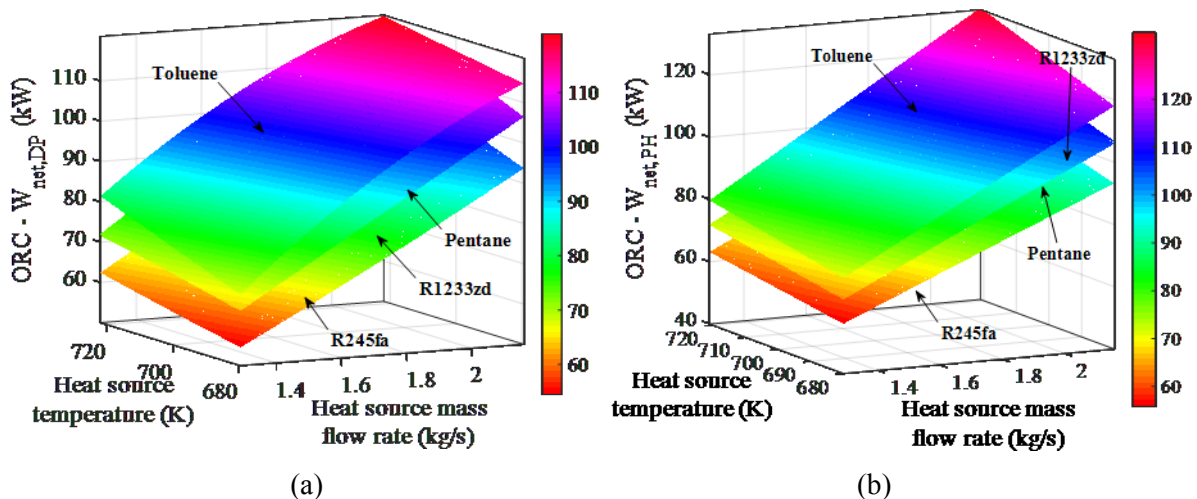 ORC - W net,DP (kW)
110
100
90
80
70
60
720
700
680
1.4
1.6
1.8
2
Heat source
temperature (K)
Heat source mass
flow rate (kg/s)
Toluene
Pentane
R1233zd
R245fa
110
100
90
80
70
60
(a)
ORC - W net,PH (kW)
120
100
80
60
40
720
710
700
690
680
1.4
1.6
1.8
2
Heat source
temperature (K)
Heat source mass
flow rate (kg/s)
Toluene
R1233zd
Pentane
R245fa
120
110
100
90
80
70
60
(b)